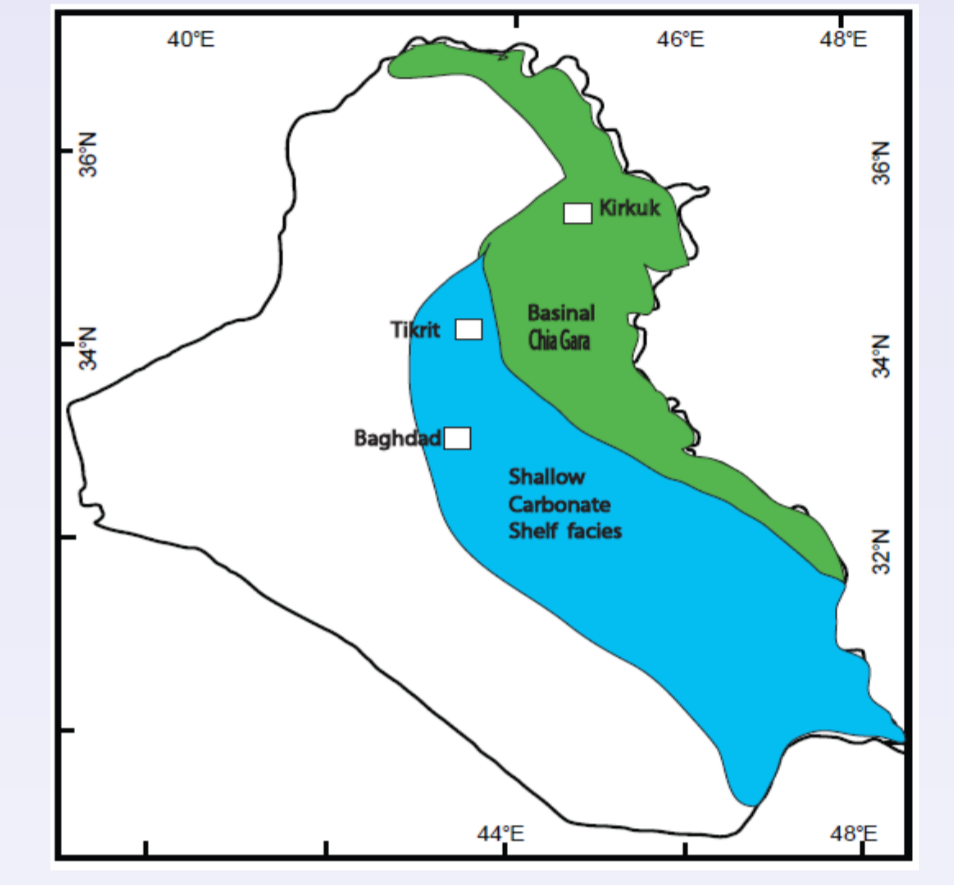 40°E
46°E
48°E
36°N
36°N
Kirkuk
Basinal
Chia Gara
Tikrit
34°N
34°N
Baghdad
Shallow
Carbonate
Shelf facies
32°N
44°E
48°E